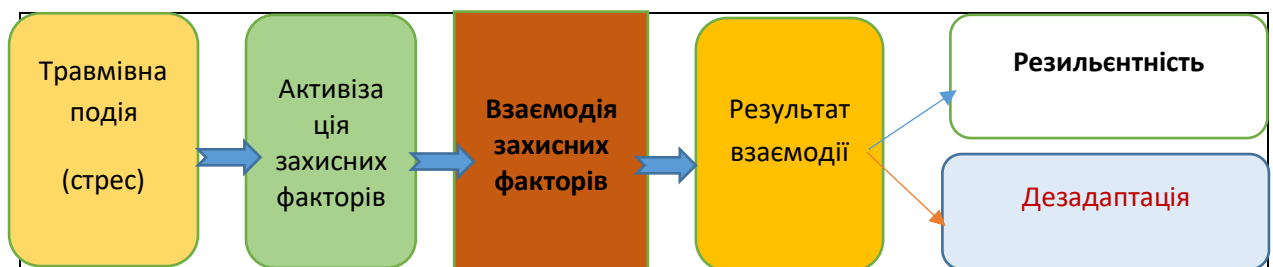 Травмівна
подія
(стрес)
Активіза
ція
захисних
факторів
Взаємодія
захисних
факторів
Результат
взаємодії
Резильєнтність
Дезадаптація